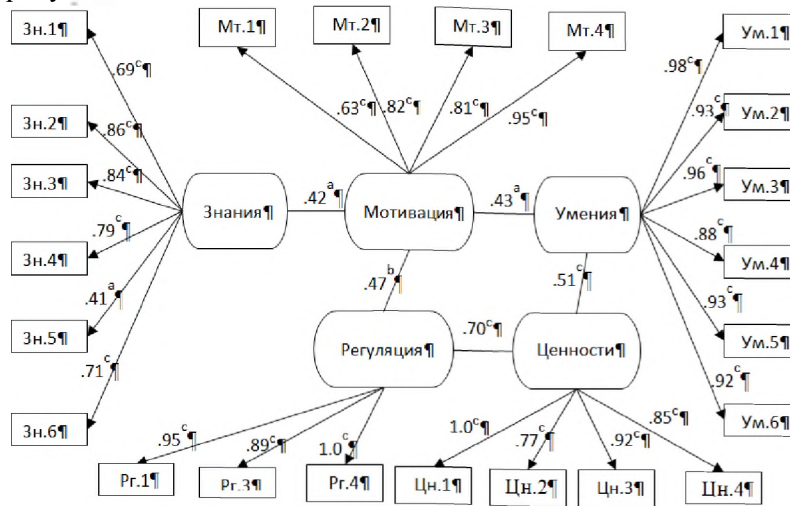 Зн.1¶
Мт.1¶
Мт.2¶
Мт.3¶
Мт.4¶
Ум.1¶
.69ᶜ¶
.63ᶜ¶
.82ᶜ¶
.81ᶜ¶
.95ᶜ¶
.98ᶜ¶
Зн.2¶
.86ᶜ¶
.93ᶜ¶
Ум.2¶
Зн.3¶
.84ᶜ¶
.96ᶜ¶
Ум.3¶
Знания¶
.42ᵃ¶
Мотивация¶
.43ᵃ¶
Умения¶
Зн.4¶
.79ᶜ¶
.88ᶜ¶
Ум.4¶
.47ᵇ¶
.51ᶜ¶
Зн.5¶
.41ᵃ¶
.93ᶜ¶
Ум.5¶
Регуляция¶
.70ᶜ¶
Ценности¶
Зн.6¶
.71ᶜ¶
.92ᶜ¶
Ум.6¶
.95ᶜ¶
.89ᶜ¶
1.0ᶜ¶
1.0ᶜ¶
.77ᶜ¶
.92ᶜ¶
.85ᶜ¶
Рг.1¶
Рг.3¶
Рг.4¶
Цн.1¶
Цн.2¶
Цн.3¶
Цн.4¶